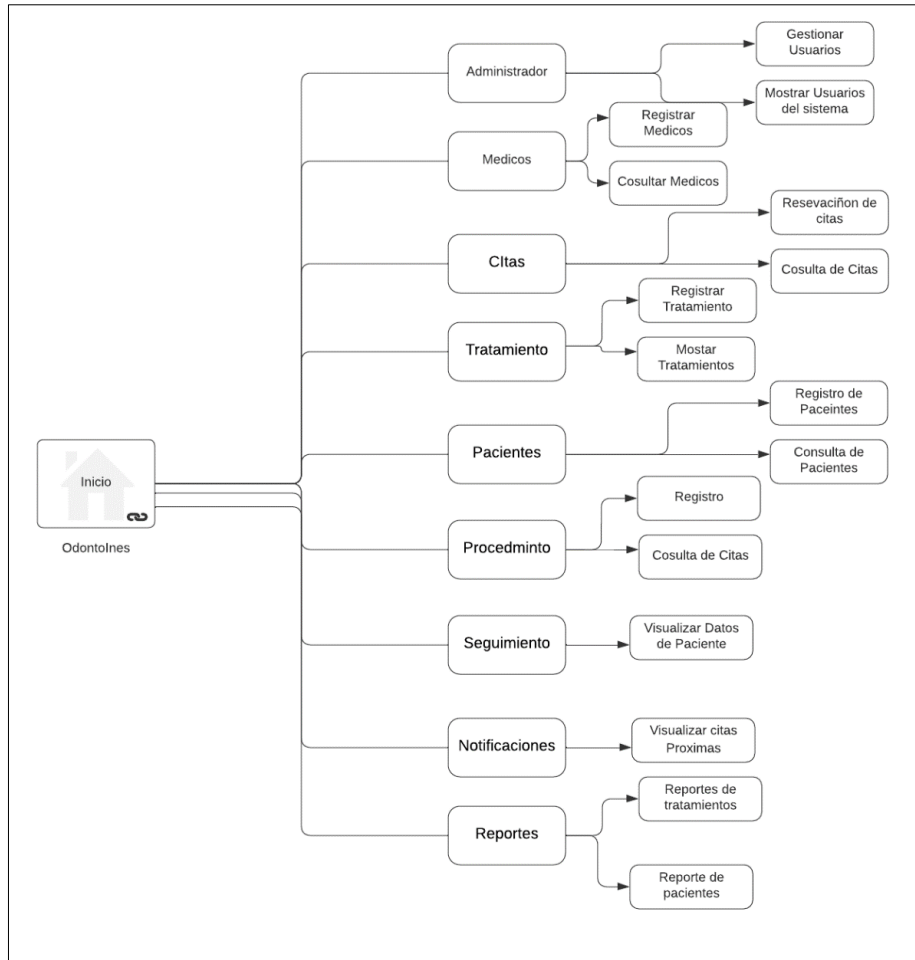 Inicio
OdontoInes
Administrador
Gestionar
Usuarios
Mostrar Usuarios
del sistema
Medicos
Registrar
Medicos
Cosultar Medicos
CItas
Resevaciñon de
citas
Cosulta de Citas
Tratamiento
Registrar
Tratamiento
Mostar
Tratamientos
Pacientes
Registro de
Paceintes
Consulta de
Pacientes
Procedminto
Registro
Cosulta de Citas
Seguimiento
Visualizar Datos
de Paciente
Notificaciones
Visualizar citas
Proximas
Reportes
Reportes de
tratamientos
Reporte de
pacientes